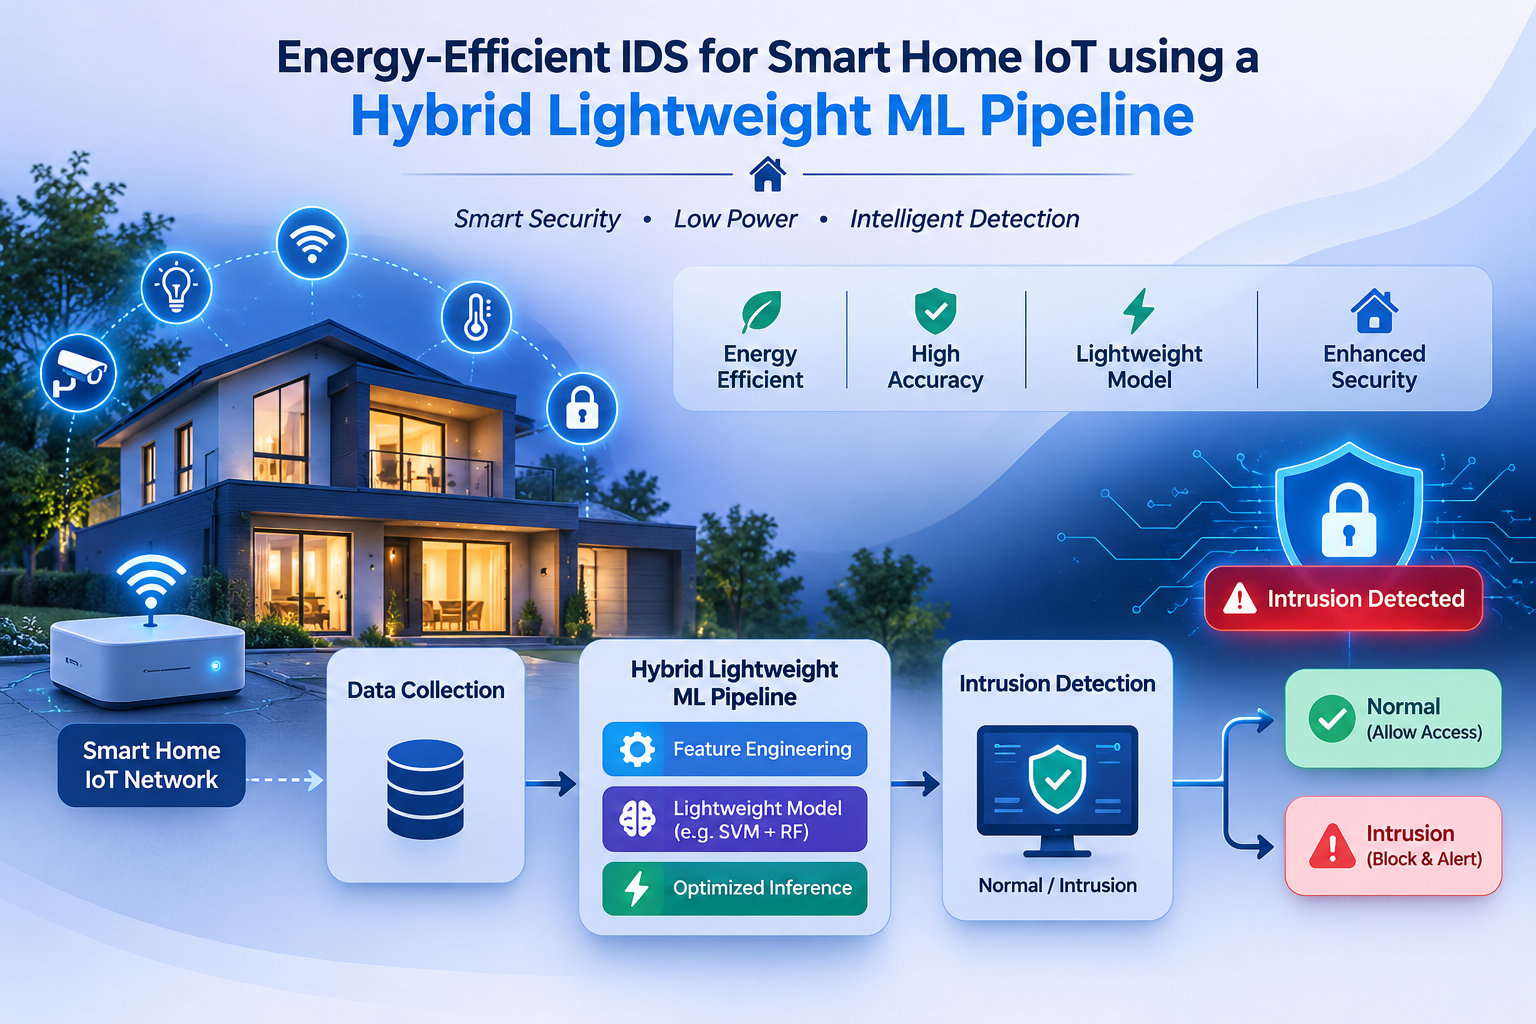 Energy-Efficient IDS for Smart Home IoT using a
Hybrid Lightweight ML Pipeline
Smart Security • Low Power • Intelligent Detection
Energy
Efficient
High
Accuracy
Lightweight
Model
Enhanced
Security
Intrusion Detected
Smart Home
IoT Network
Data Collection
Hybrid Lightweight
ML Pipeline
Feature Engineering
Lightweight Model
(e.g. SVM + RF)
Optimized Inference
Intrusion Detection
Normal / Intrusion
Normal
(Allow Access)
Intrusion
(Block & Alert)